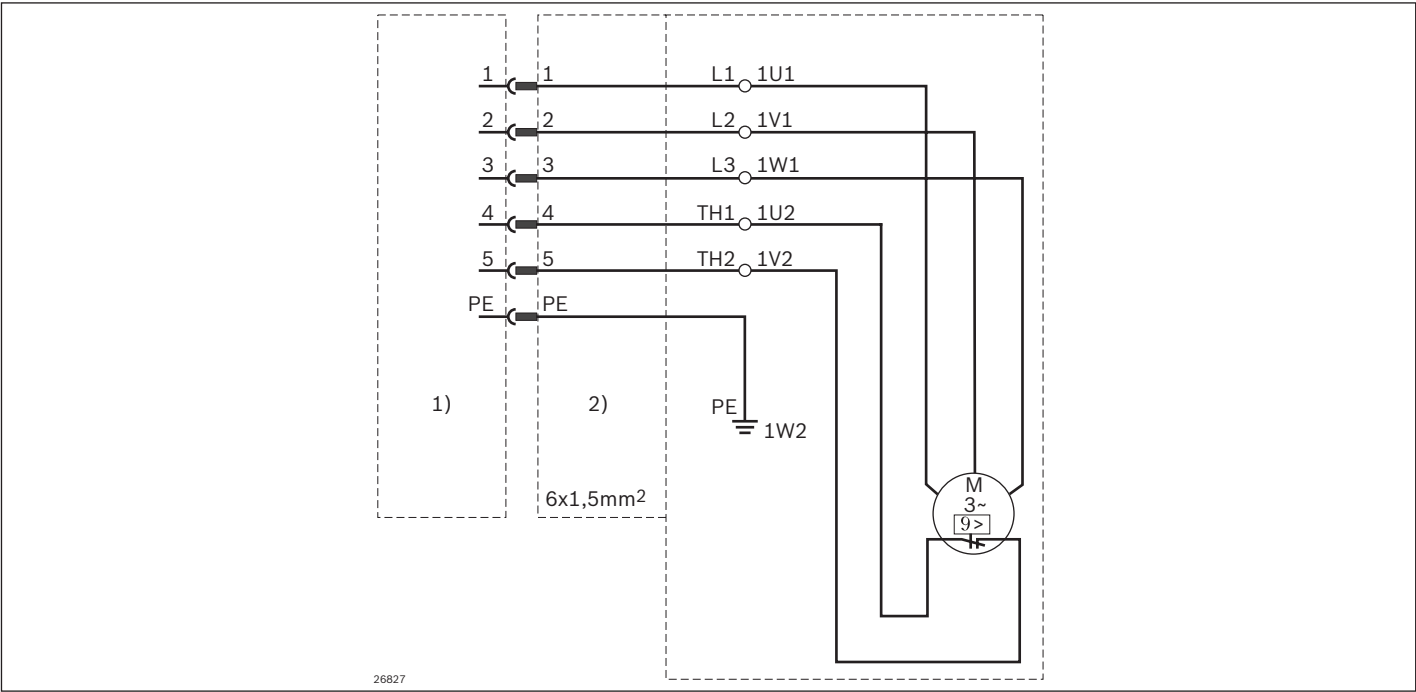 1 1 L1 1U1
2 2 L2 1V1
3 3 L3 1W1
4 4 TH1 1U2
5 5 TH2 1V2
PE PE
1) 2) PE
1W2
6x1,5mm2
M
3~
9>
26827